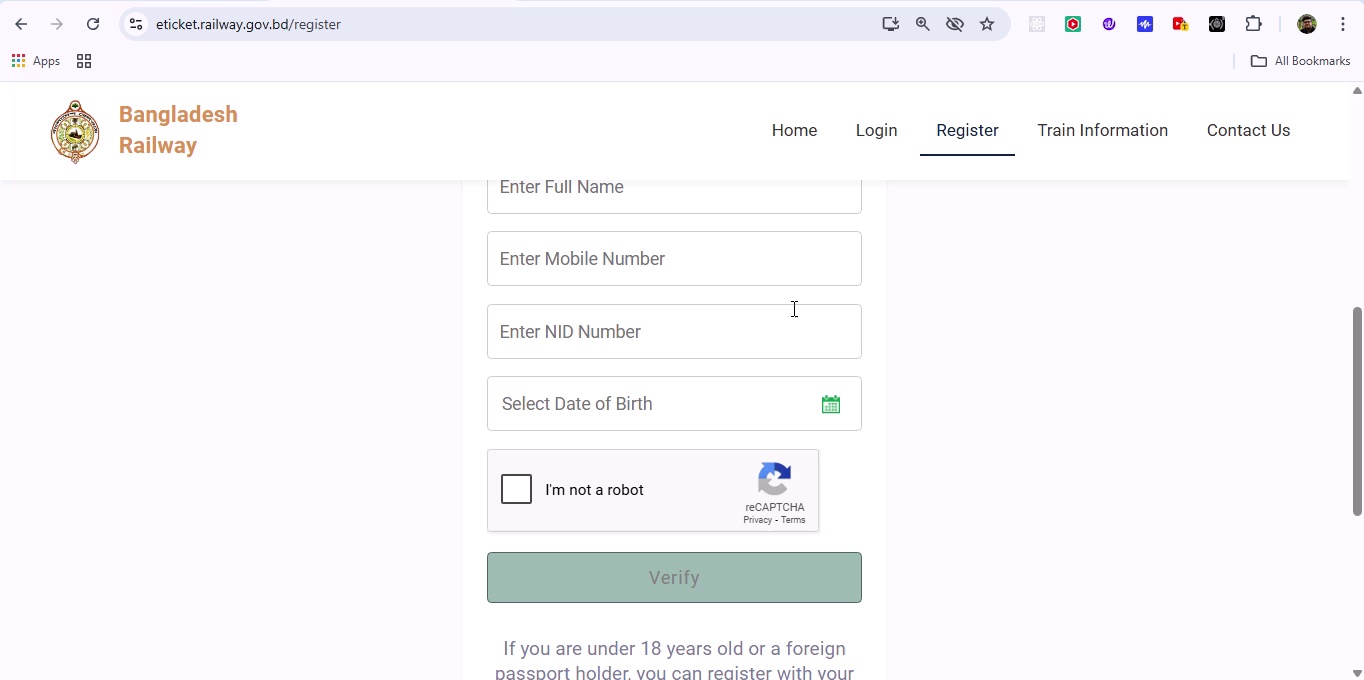 eticket.railway.gov.bd/register
Apps
All Bookmarks
Bangladesh
Railway
Home
Login
Register
Train Information
Contact Us
Enter Full Name
Enter Mobile Number
Enter NID Number
Select Date of Birth
I'm not a robot
reCAPTCHA
Privacy - Terms
Verify
If you are under 18 years old or a foreign
passport holder, you can register with your